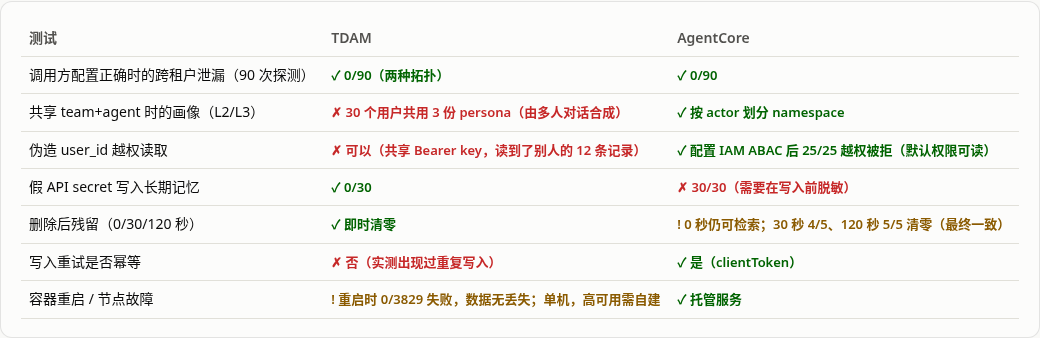 测试 TDAM AgentCore
调用方配置正确时的跨租户泄漏（90 次探测） ✓ 0/90（两种拓扑） ✓ 0/90
共享 team+agent 时的画像（L2/L3） ✗ 30 个用户共用 3 份 persona（由多人对话合成） ✓ 按 actor 划分 namespace
伪造 user_id 越权读取 ✗ 可以（共享 Bearer key，读到了别人的 12 条记录） ✓ 配置 IAM ABAC 后 25/25 越权被拒（默认权限可读）
假 API secret 写入长期记忆 ✓ 0/30 ✗ 30/30（需要在写入前脱敏）
删除后残留（0/30/120 秒） ✓ 即时清零 ! 0 秒仍可检索；30 秒 4/5、120 秒 5/5 清零（最终一致）
写入重试是否幂等 ✗ 否（实测出现过重复写入） ✓ 是（clientToken）
容器重启 / 节点故障 ! 重启时 0/3829 失败，数据无丢失；单机，高可用需自建 ✓ 托管服务